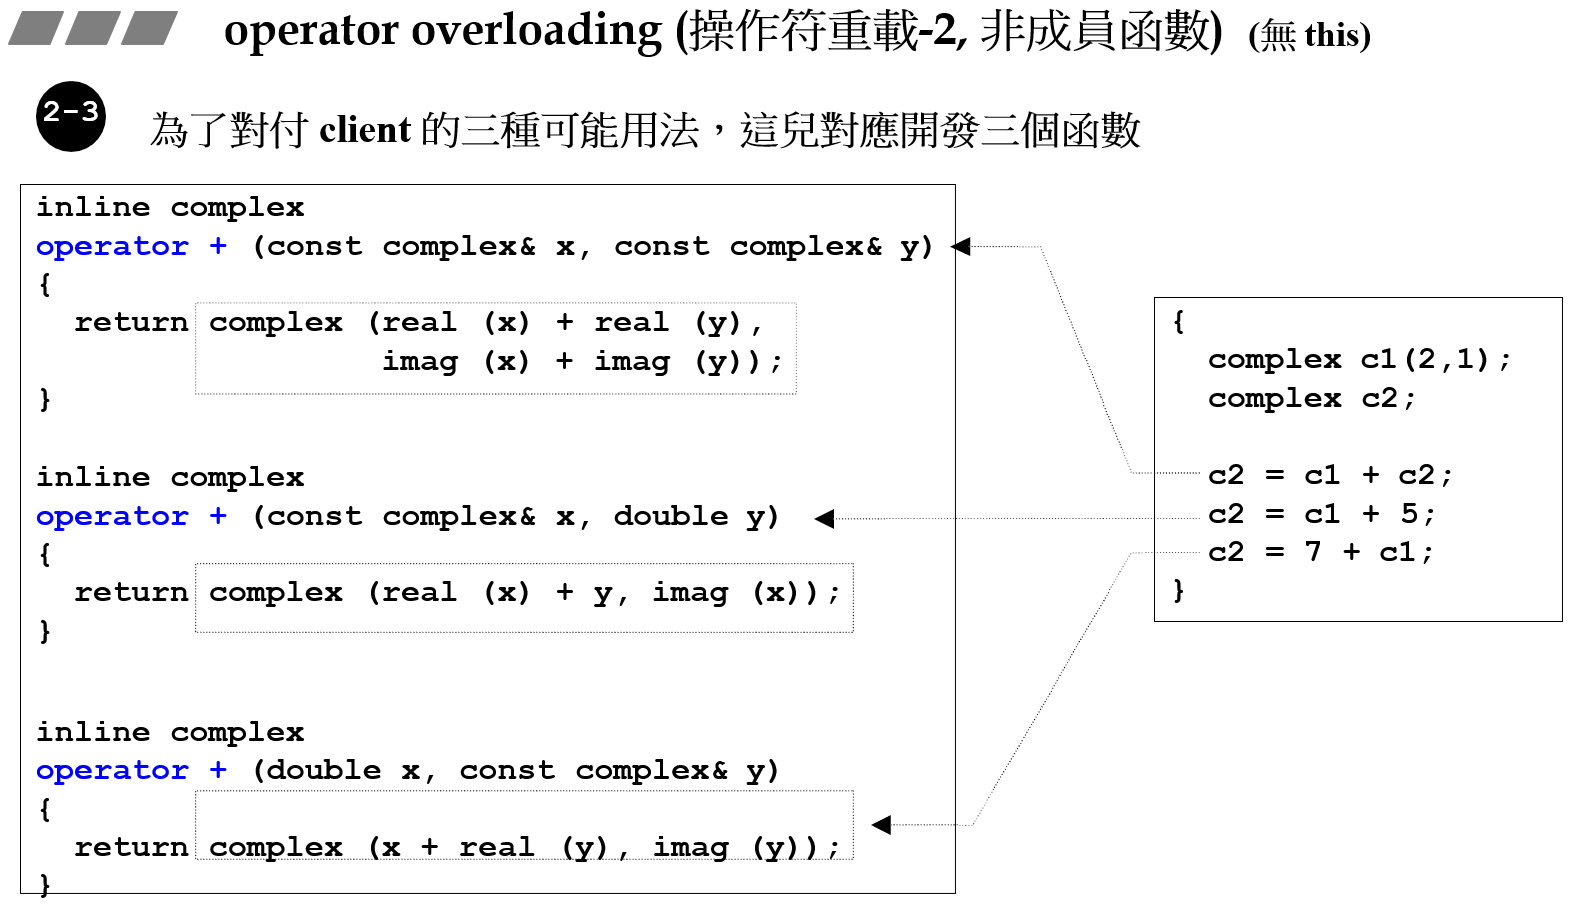 operator overloading (操作符重載-2, 非成員函數) (無 this)
2-3
為了對付 client 的三種可能用法，這兒對應開發三個函數
inline complex
operator + (const complex& x, const complex& y)
{
  return complex (real (x) + real (y),
                  imag (x) + imag (y));
}
inline complex
operator + (const complex& x, double y)
{
  return complex (real (x) + y, imag (x));
}
inline complex
operator + (double x, const complex& y)
{
  return complex (x + real (y), imag (y));
}
{
  complex c1(2,1);
  complex c2;
  c2 = c1 + c2;
  c2 = c1 + 5;
  c2 = 7 + c1;
}